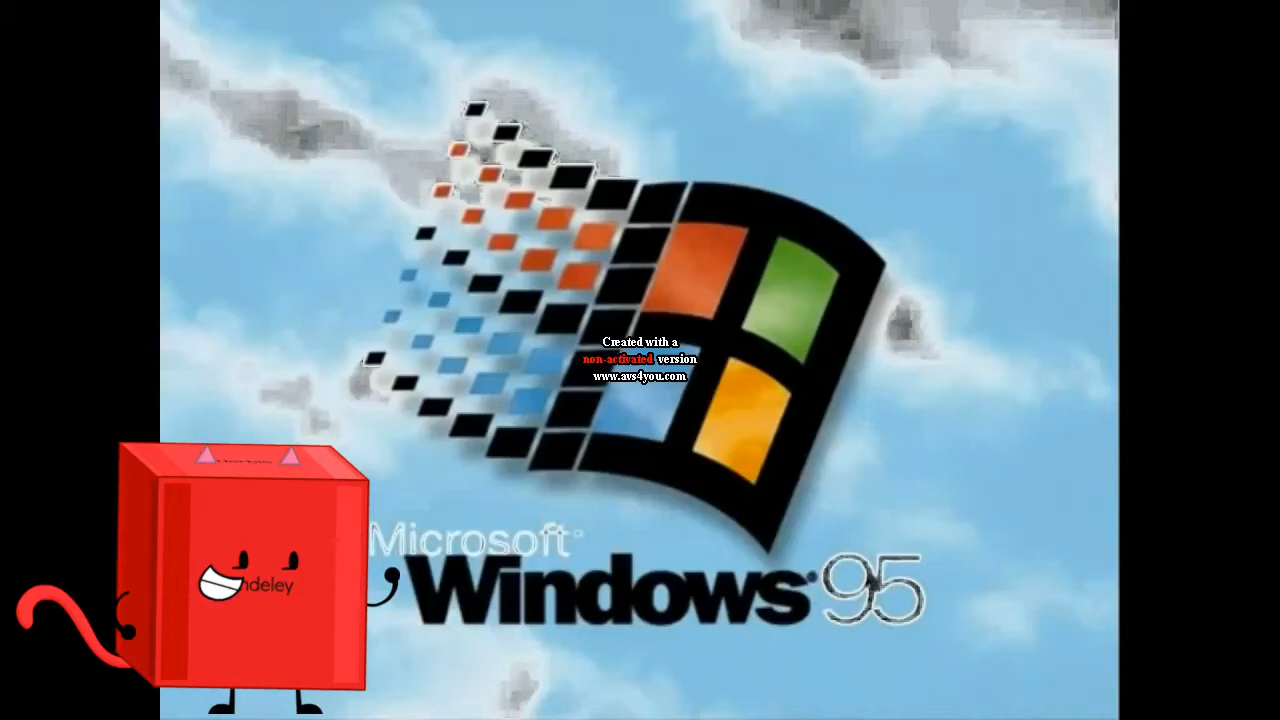 Created with a
non-activated version
www.avs4you.com
ndeley
Microsoft
Windows 95